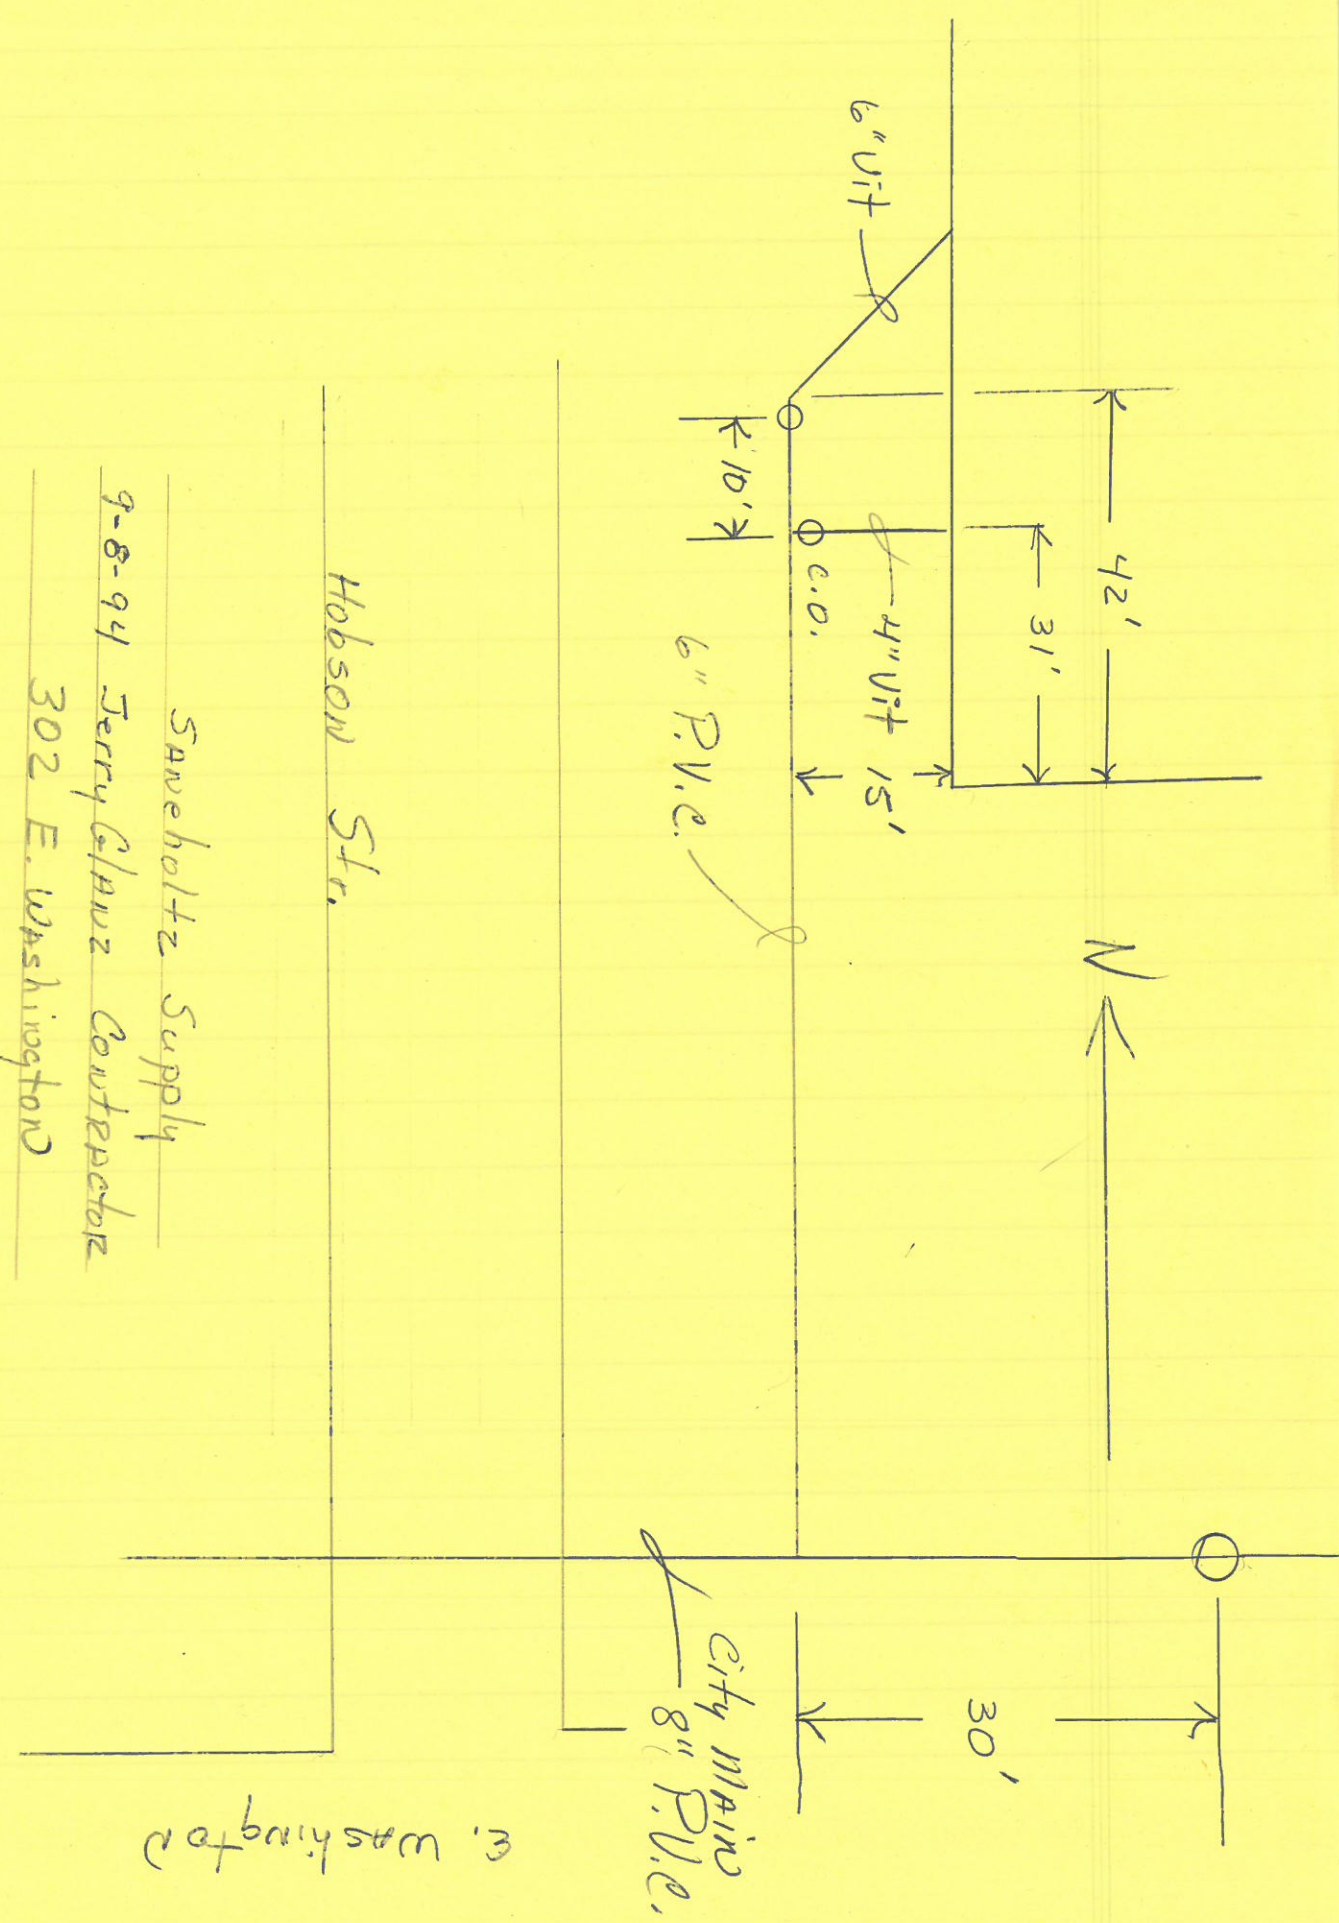 42'
31'
6" Vit
4" Vit
15'
C.O.
10'
6" P.V.C.
N
30'
City Main
8" P.V.C.
Hobson Str.
E. Washington
Saneholtz Supply
9-8-94 Jerry Glanz Contractor
302 E. Washington